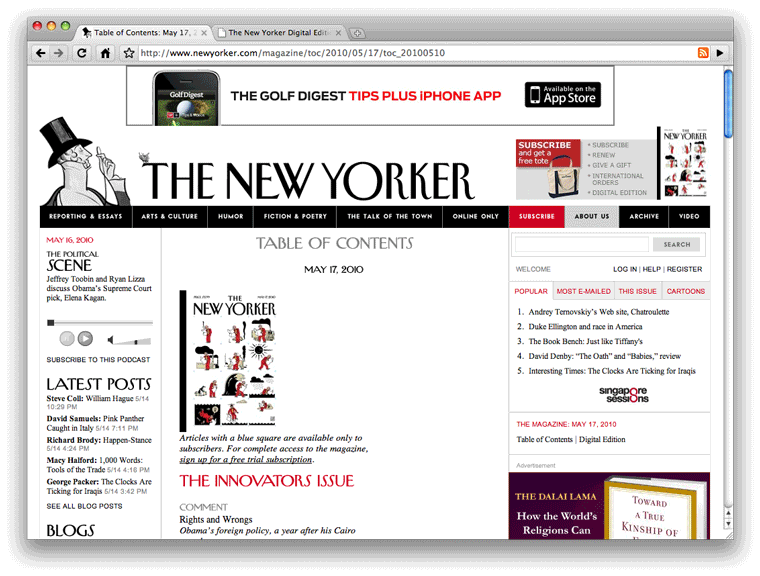 Table of Contents: May 17, 2
The New Yorker Digital Editi
http://www.newyorker.com/magazine/toc/2010/05/17/toc_20100510
Golf Digest
THE GOLF DIGEST TIPS PLUS iPHONE APP
Available on the
App Store
SUBSCRIBE
and get a
free tote
SUBSCRIBE
RENEW
GIVE A GIFT
INTERNATIONAL
ORDERS
DIGITAL EDITION
THE NEW YORKER
REPORTING & ESSAYS
ARTS & CULTURE
HUMOR
FICTION & POETRY
THE TALK OF THE TOWN
ONLINE ONLY
SUBSCRIBE
ABOUT US
ARCHIVE
VIDEO
MAY 16, 2010
THE POLITICAL
SCENE
Jeffrey Toobin and Ryan Lizza
discuss Obama's Supreme Court
pick, Elena Kagan.
SUBSCRIBE TO THIS PODCAST
LATEST POSTS
Steve Coll: William Hague 5/14
10:29 PM
David Samuels: Pink Panther
Caught in Italy 5/14 7:11 PM
Richard Brody: Happen-Stance
5/14 4:24 PM
Macy Halford: 1,000 Words:
Tools of the Trade 5/14 4:16 PM
George Packer: The Clocks Are
Ticking for Iraqis 5/14 3:42 PM
SEE ALL BLOG POSTS
BLOGS
TABLE OF CONTENTS
MAY 17, 2010
THE
NEW YORKER
Articles with a blue square are available only to
subscribers. For complete access to the magazine,
sign up for a free trial subscription.
THE INNOVATORS ISSUE
COMMENT
Rights and Wrongs
Obama's foreign policy, a year after his Cairo
SEARCH
WELCOME
LOG IN | HELP | REGISTER
POPULAR
MOST E-MAILED
THIS ISSUE
CARTOONS
1. Andrey Ternovskiy's Web site, Chatroulette
2. Duke Ellington and race in America
3. The Book Bench: Just like Tiffany's
4. David Denby: "The Oath" and "Babies," review
5. Interesting Times: The Clocks Are Ticking for Iraqis
singapore
sessions
THE MAGAZINE: MAY 17, 2010
Table of Contents | Digital Edition
Advertisement
THE DALAI LAMA
How the World's
Religions Can
TOWARD
A TRUE
KINSHIP OF